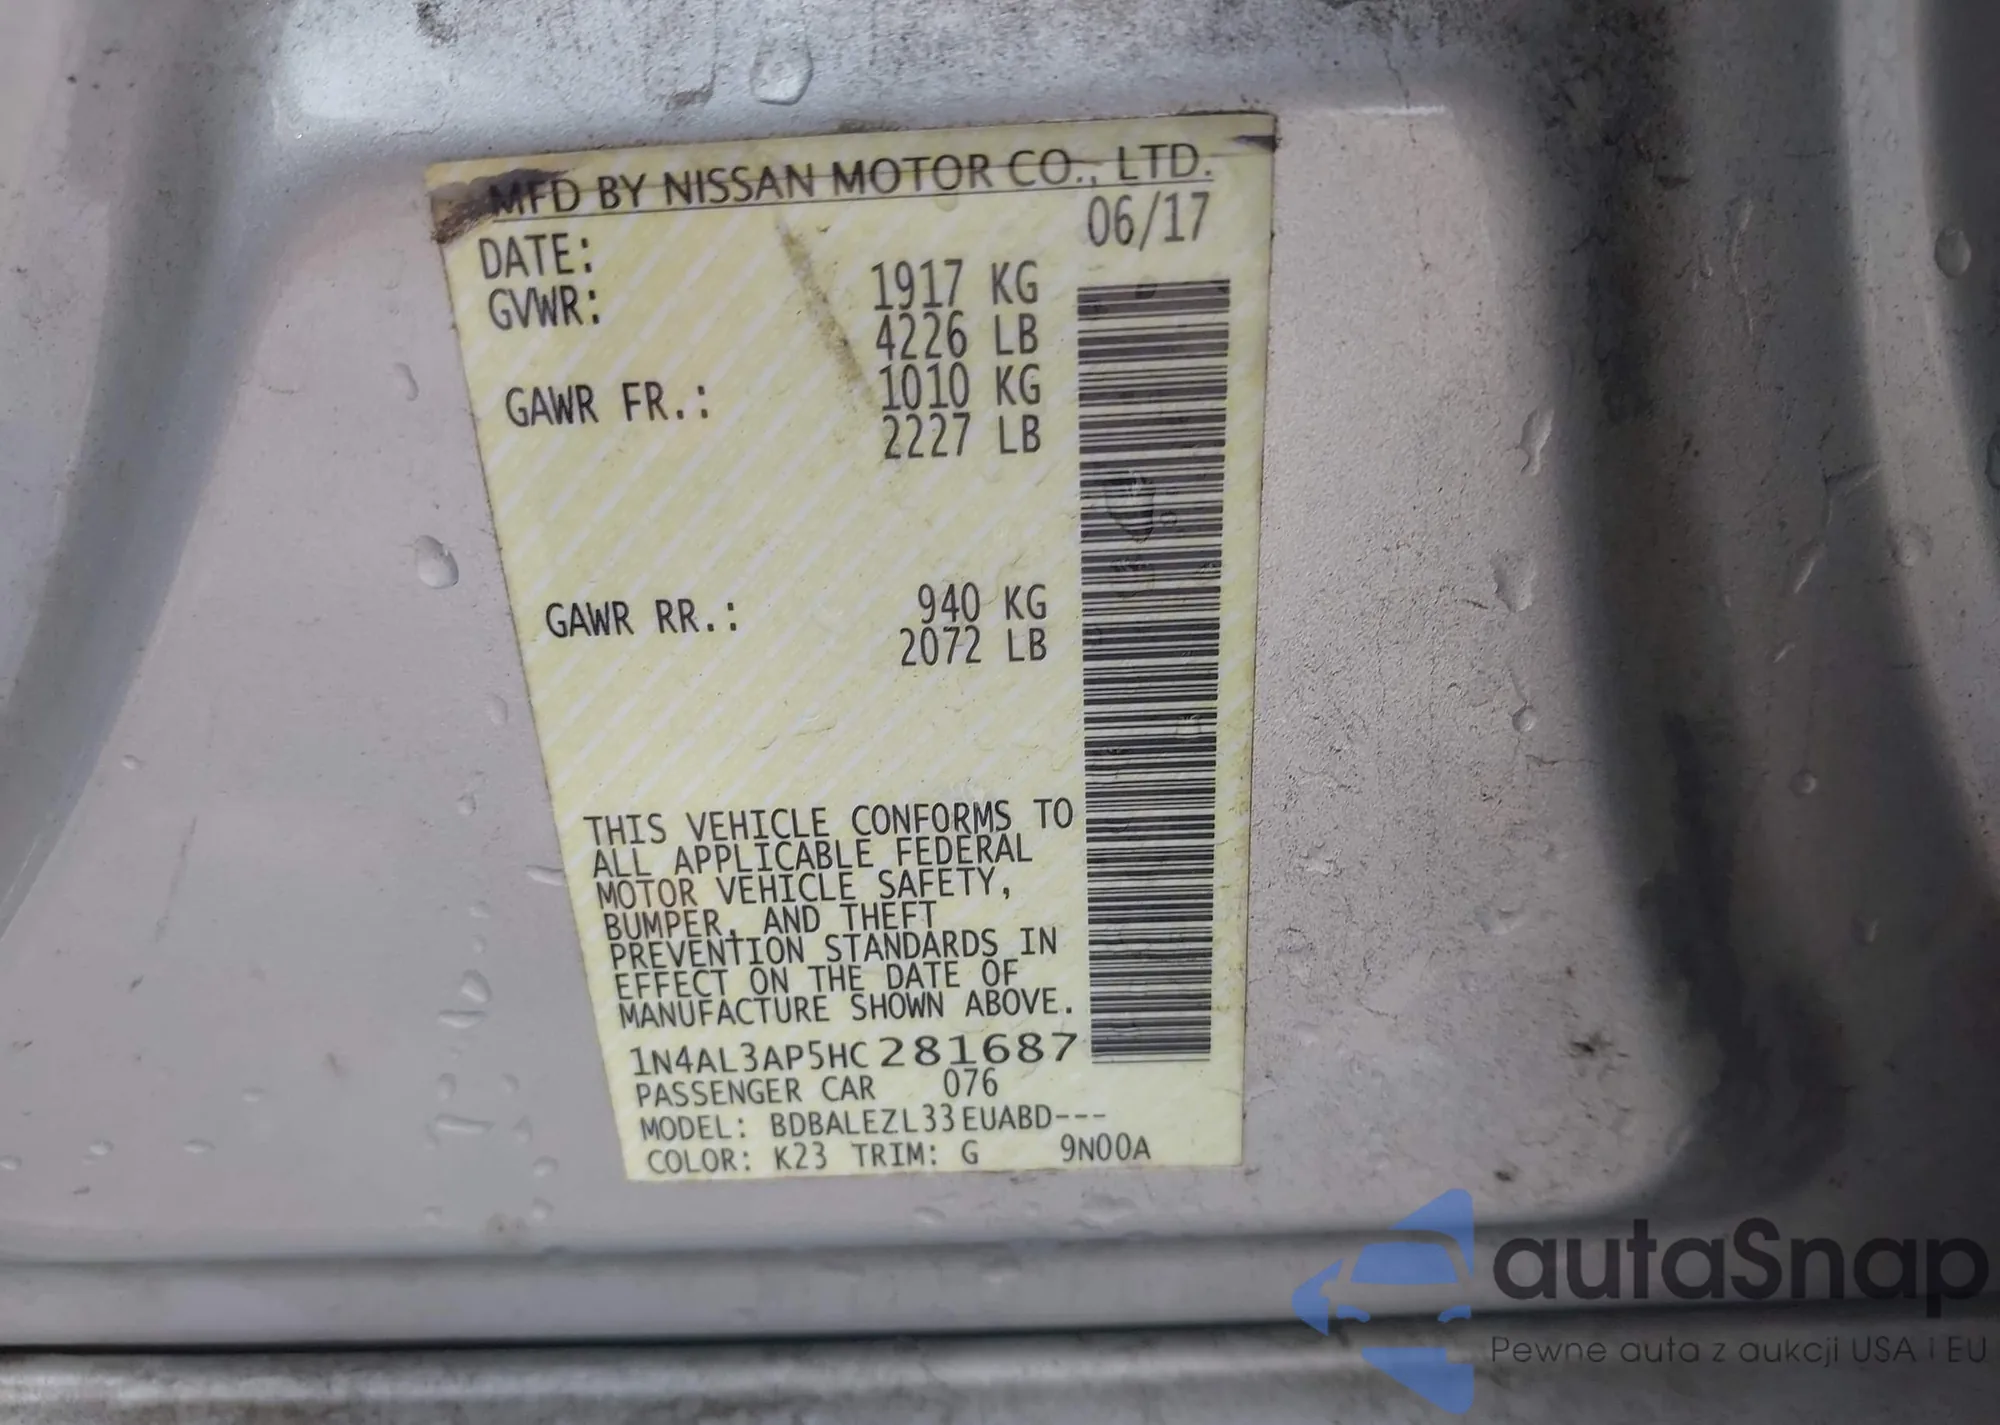 MFD BY NISSAN MOTOR CO., LTD.
DATE: 06/17
GVWR: 1917 KG
4226 LB
GAWR FR.: 1010 KG
2227 LB
GAWR RR.: 940 KG
2072 LB
THIS VEHICLE CONFORMS TO
ALL APPLICABLE FEDERAL
MOTOR VEHICLE SAFETY,
BUMPER, AND THEFT
PREVENTION STANDARDS IN
EFFECT ON THE DATE OF
MANUFACTURE SHOWN ABOVE.
1N4AL3AP5HC281687
PASSENGER CAR 076
MODEL: BDBALEZL33EUABD---
COLOR: K23 TRIM: G 9N00A
autaSnap
Pewne auta z aukcji USA i EU